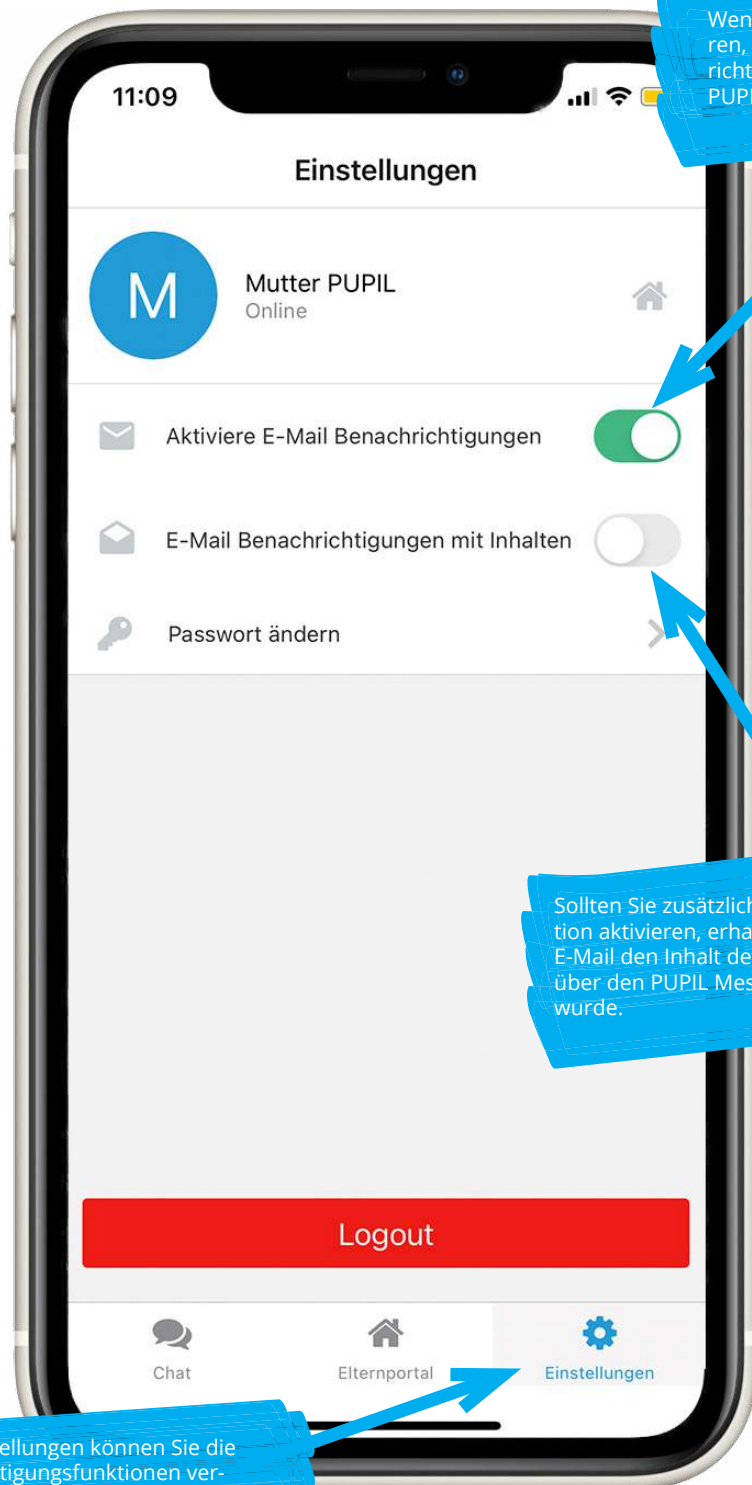 Wen
ren,
richt
PUPI
11:09
Einstellungen
M
Mutter PUPIL
Online
Aktiviere E-Mail Benachrichtigungen
E-Mail Benachrichtigungen mit Inhalten
Passwort ändern
Sollten Sie zusätzlich
tion aktivieren, erha
E-Mail den Inhalt de
über den PUPIL Mes
wurde.
Logout
Chat
Elternportal
Einstellungen
ellungen können Sie die
tigungsfunktionen ver-